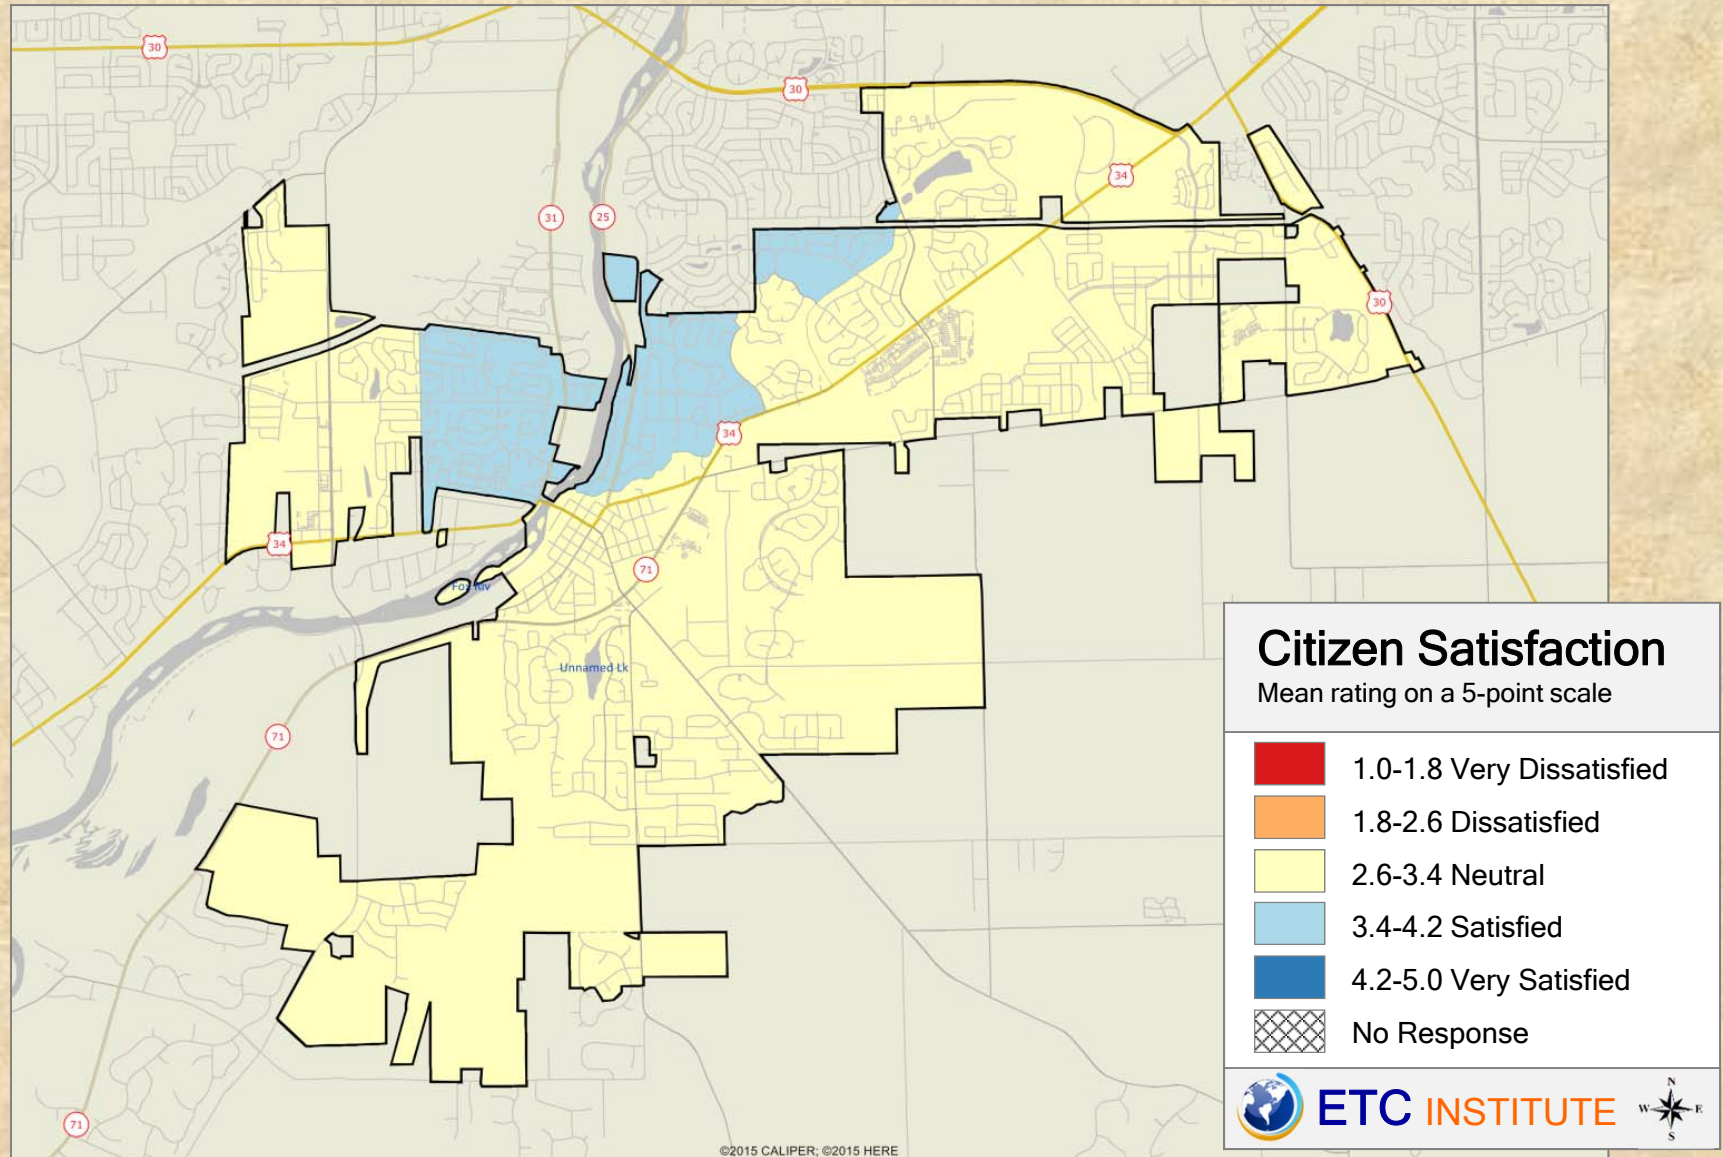 30
30
34
31
25
30
34
34
71
Fox Riv
Unnamed Lk
71
71
©2015 CALIPER; ©2015 HERE
Citizen Satisfaction
Mean rating on a 5-point scale
1.0-1.8 Very Dissatisfied
1.8-2.6 Dissatisfied
2.6-3.4 Neutral
3.4-4.2 Satisfied
4.2-5.0 Very Satisfied
No Response
ETC INSTITUTE
N
W E
S